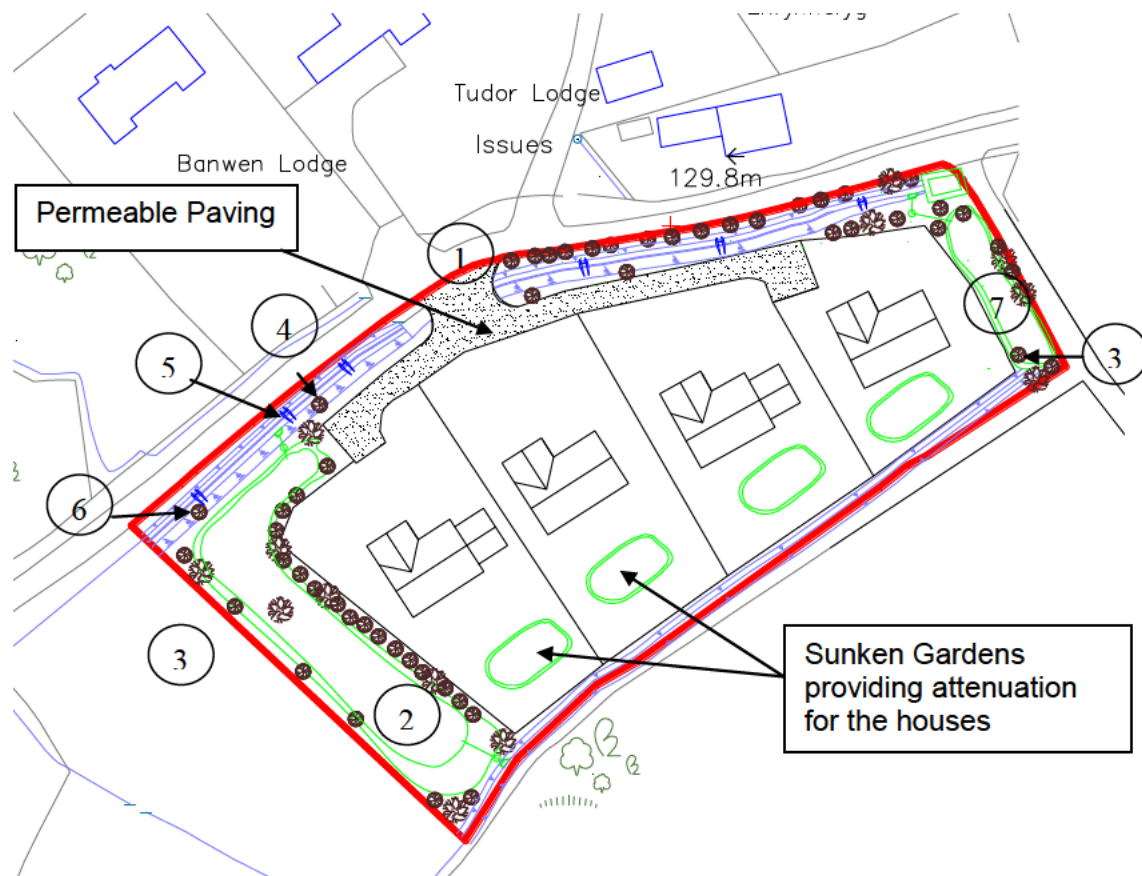 Tudor Lodge
Issues
Banwen Lodge
129.8m
Permeable Paving
1
4
7
5
3
6
3
2
Sunken Gardens
providing attenuation
for the houses